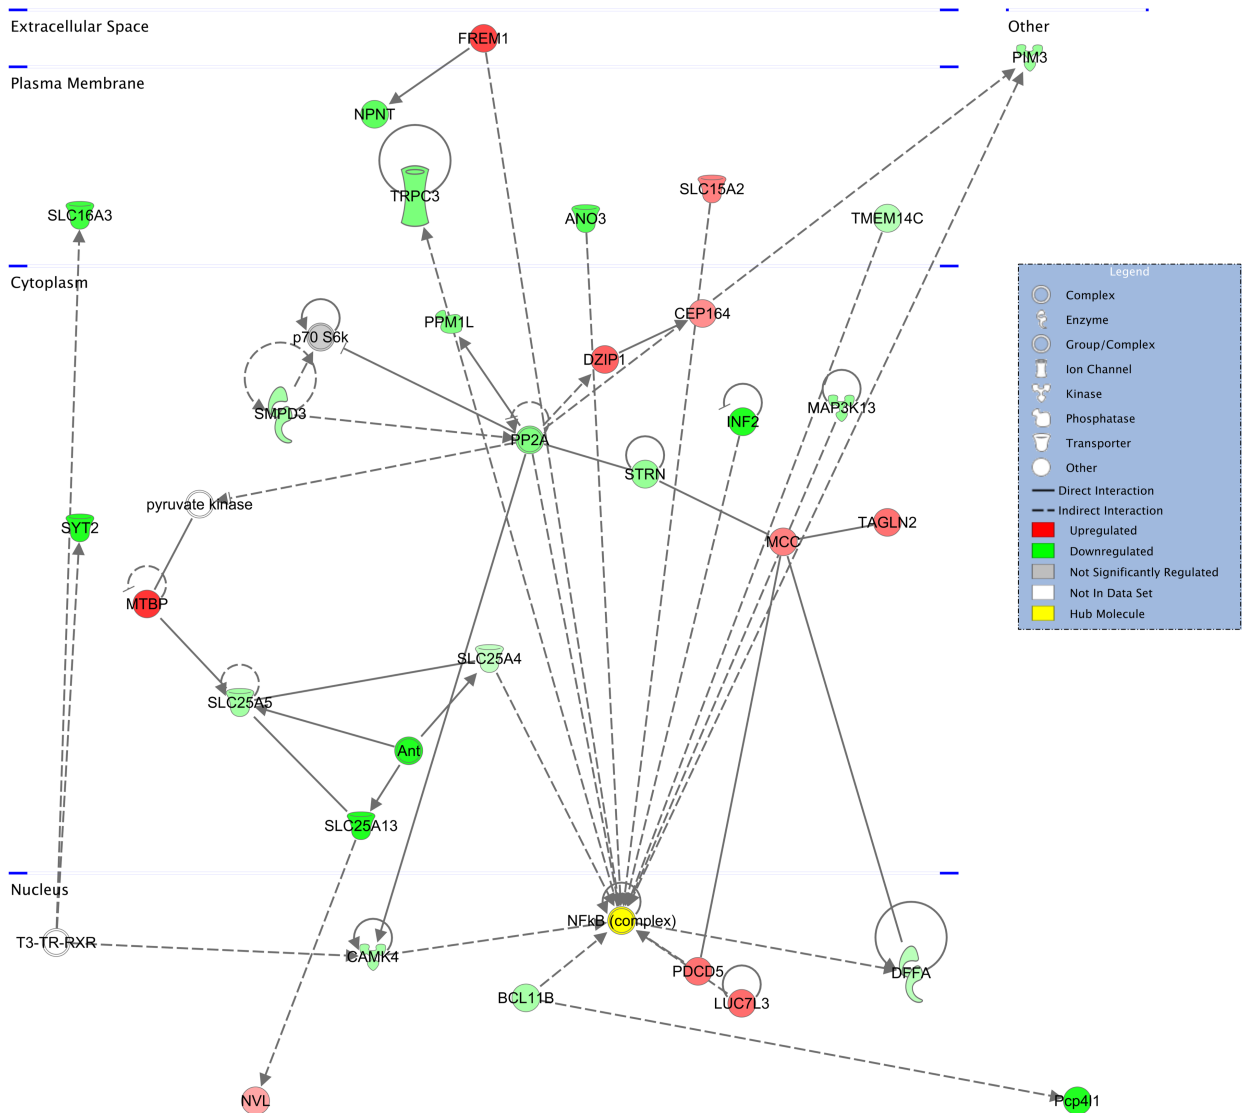 Extracellular Space
Other
FREM1
PIM3
Plasma Membrane
NPNT
TRPC3
SLC15A2
SLC16A3
ANO3
TMEM14C
Cytoplasm
CEP164
PPM1L
p70 S6k
DZIP1
SMPD3
INF2
MAP3K13
PP2A
STRN
pyruvate kinase
SYT2
TAGLN2
MCC
MTBP
SLC25A4
SLC25A5
Ant
SLC25A13
Nucleus
NFkB (complex)
T3-TR-RXR
CAMK4
PDCD5
DFFA
BCL11B
LUC7L3
NVL
Pcp4l1
Legend
Complex
Enzyme
Group/Complex
Ion Channel
Kinase
Phosphatase
Transporter
Other
Direct Interaction
Indirect Interaction
Upregulated
Downregulated
Not Significantly Regulated
Not In Data Set
Hub Molecule